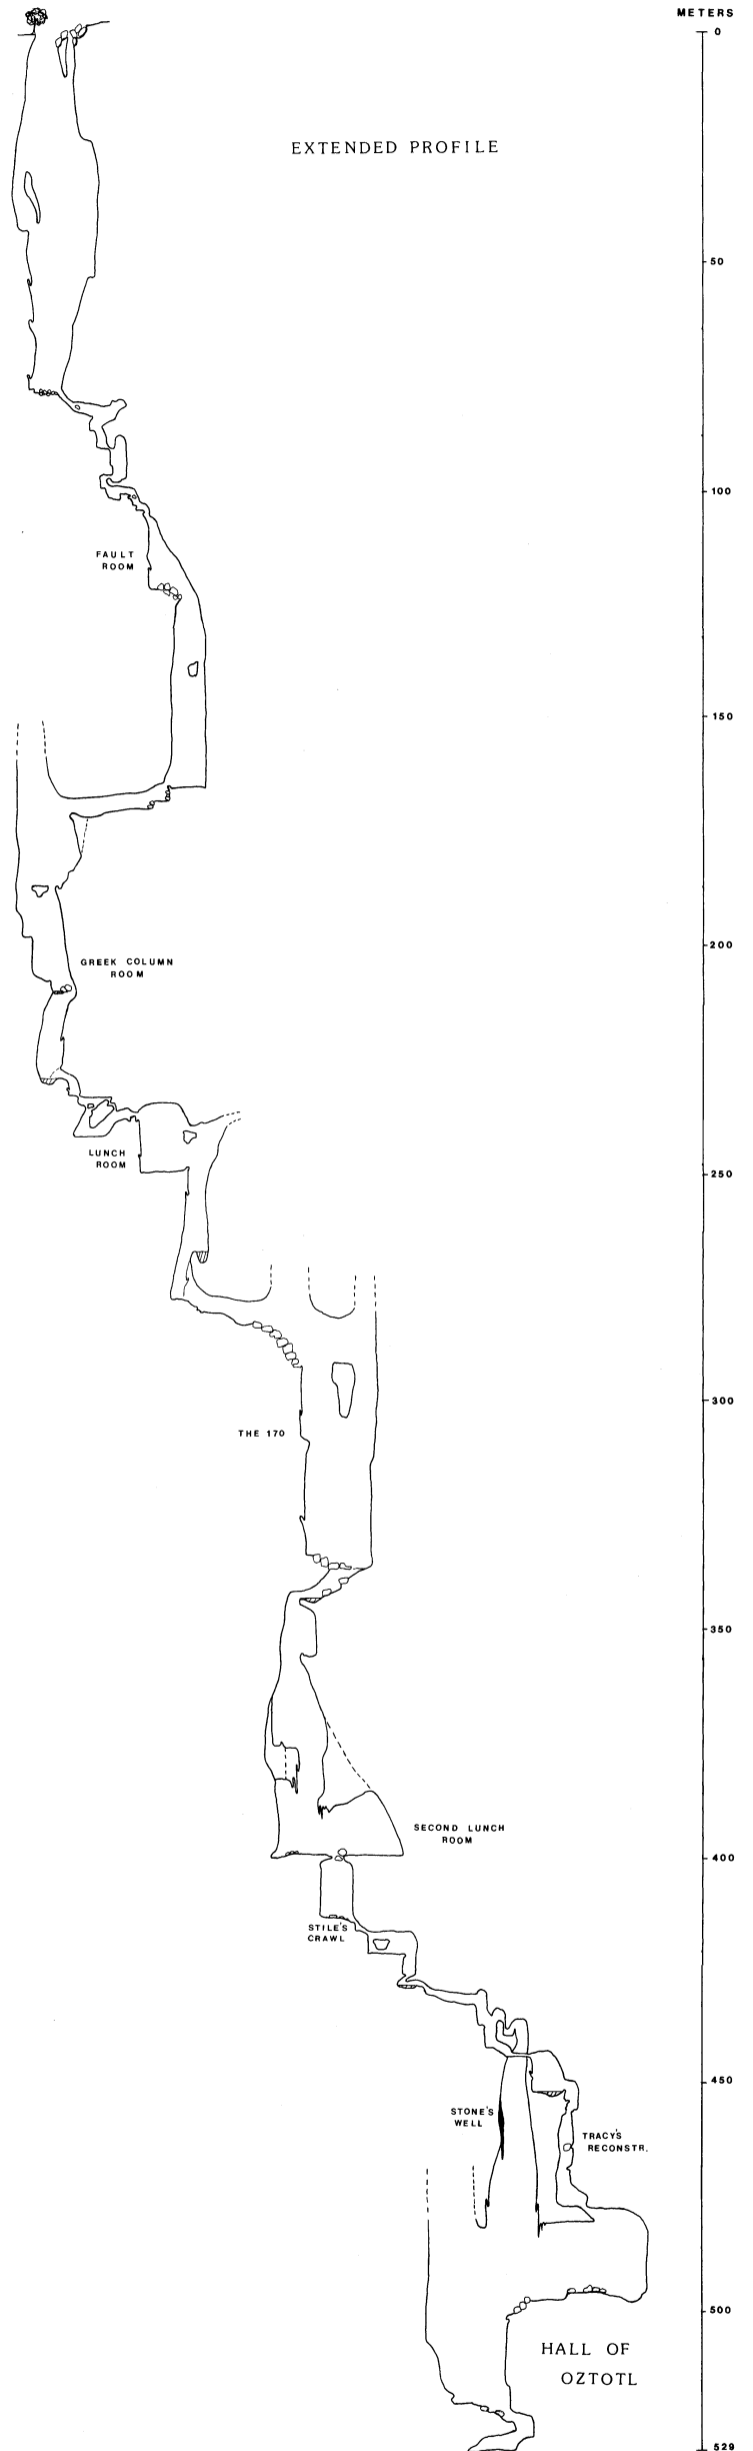 METERS
0
EXTENDED PROFILE
50
100
FAULT
ROOM
150
200
GREEK COLUMN
ROOM
LUNCH
ROOM
250
300
THE 170
350
SECOND LUNCH
ROOM
400
STILE'S
CRAWL
450
STONE'S
WELL
TRACY'S
RECONSTR.
500
HALL OF
OZTOTL
529